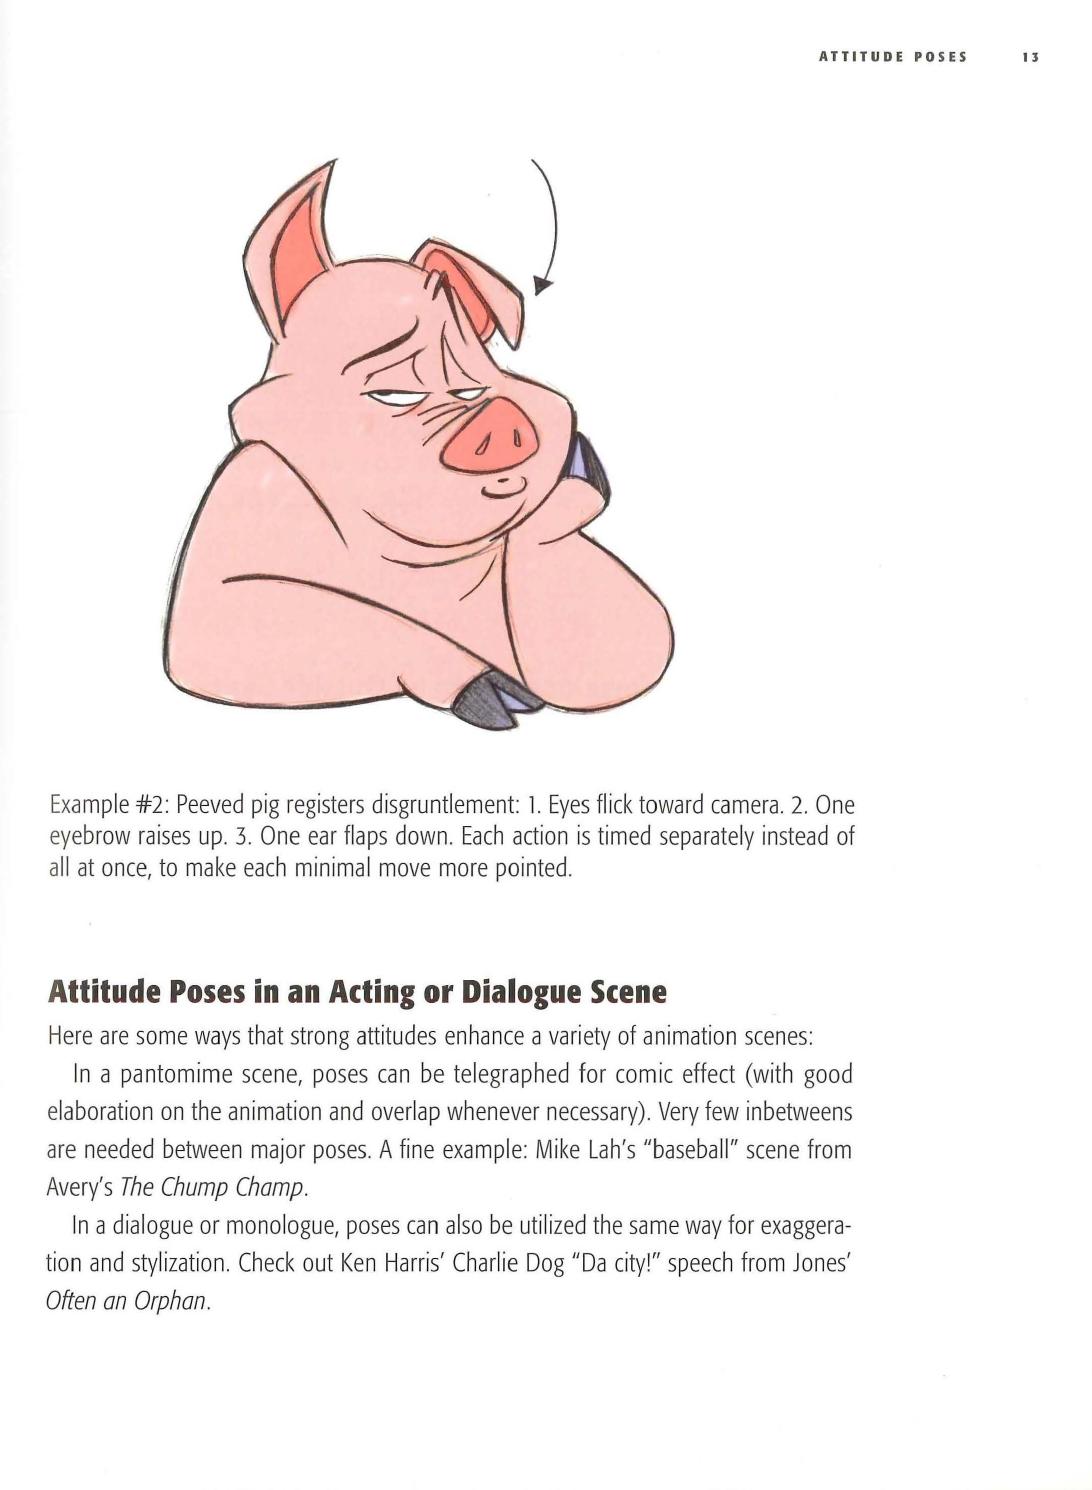 ATTITUDE POSES 13
Example #2: Peeved pig registers disgruntlement: 1. Eyes flick toward camera. 2. One
eyebrow raises up. 3. One ear flaps down. Each action is timed separately instead of
all at once, to make each minimal move more pointed.
Attitude Poses in an Acting or Dialogue Scene
Here are some ways that strong attitudes enhance a variety of animation scenes:
In a pantomime scene, poses can be telegraphed for comic effect (with good
elaboration on the animation and overlap whenever necessary). Very few inbetweens
are needed between major poses. A fine example: Mike Lah's “baseball” scene from
Avery's The Chump Champ.
In a dialogue or monologue, poses can also be utilized the same way for exaggera-
tion and stylization. Check out Ken Harris' Charlie Dog “Da city!” speech from Jones'
Often an Orphan.